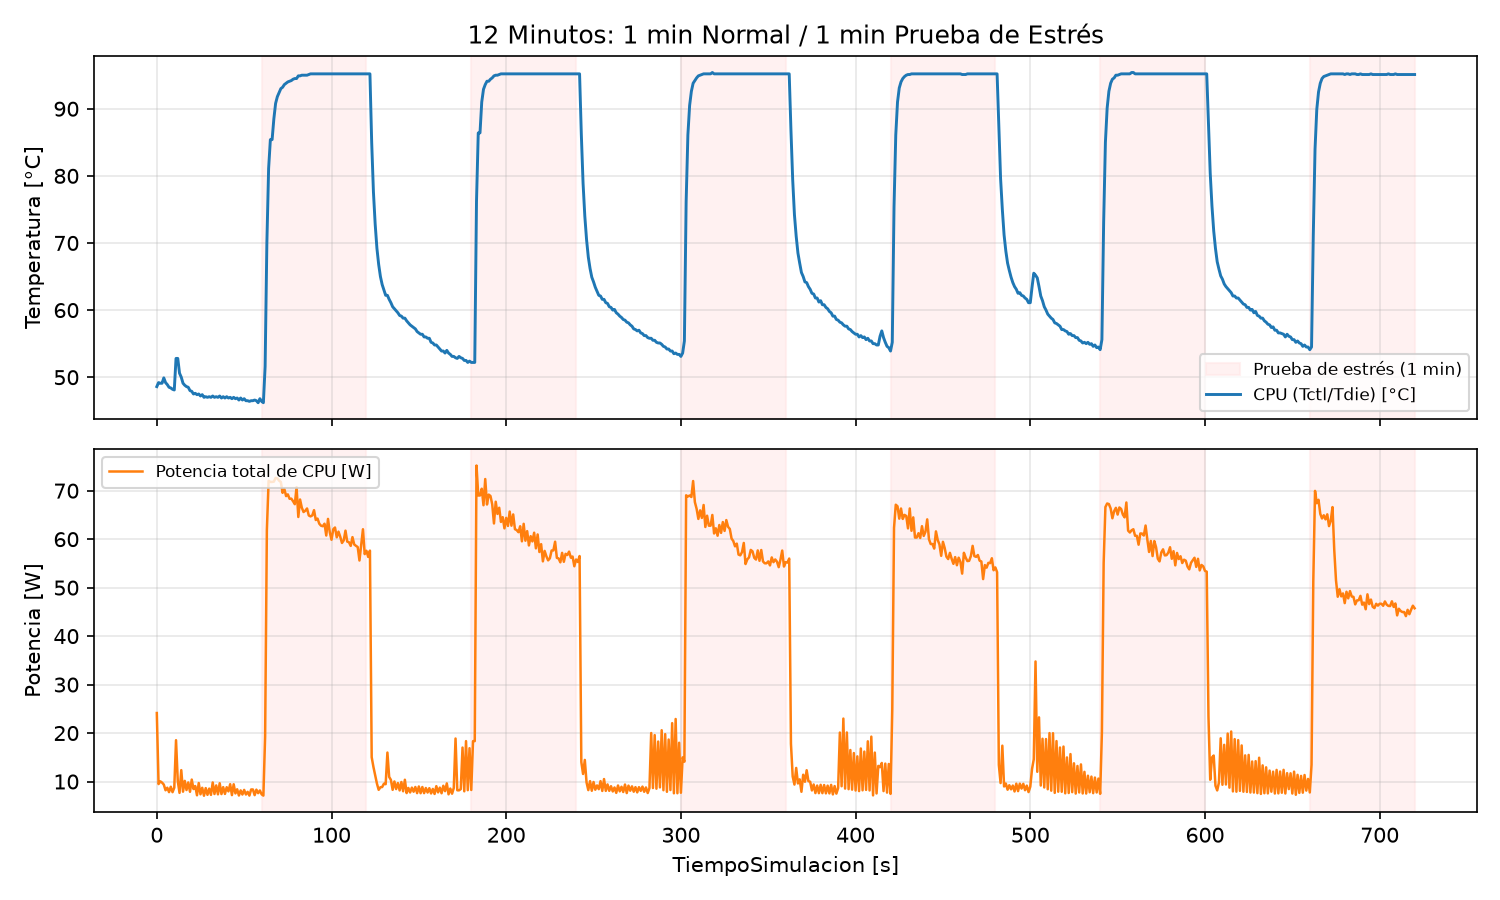 12 Minutos: 1 min Normal / 1 min Prueba de Estrés
Temperatura [°C]
90
80
70
60
50
Prueba de estrés (1 min)
CPU (Tctl/Tdie) [°C]
Potencia total de CPU [W]
Potencia [W]
70
60
50
40
30
20
10
0
100
200
300
400
500
600
700
TiempoSimulacion [s]